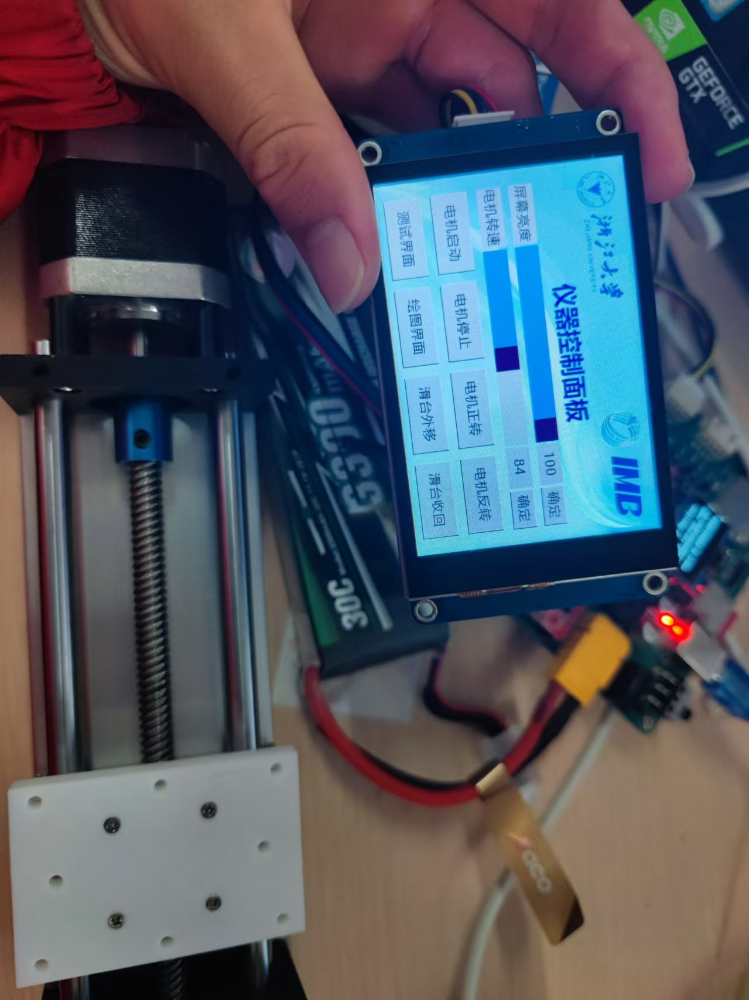 浙江大学
ZHEJIANG UNIVERSITY
IMB
仪器控制面板
屏幕亮度 100 确定
电机转速 84 确定
电机启动 电机停止 电机正转 电机反转
测试界面 绘图界面 滑台外移 滑台收回
GEFORCE
GTX
5300
30C